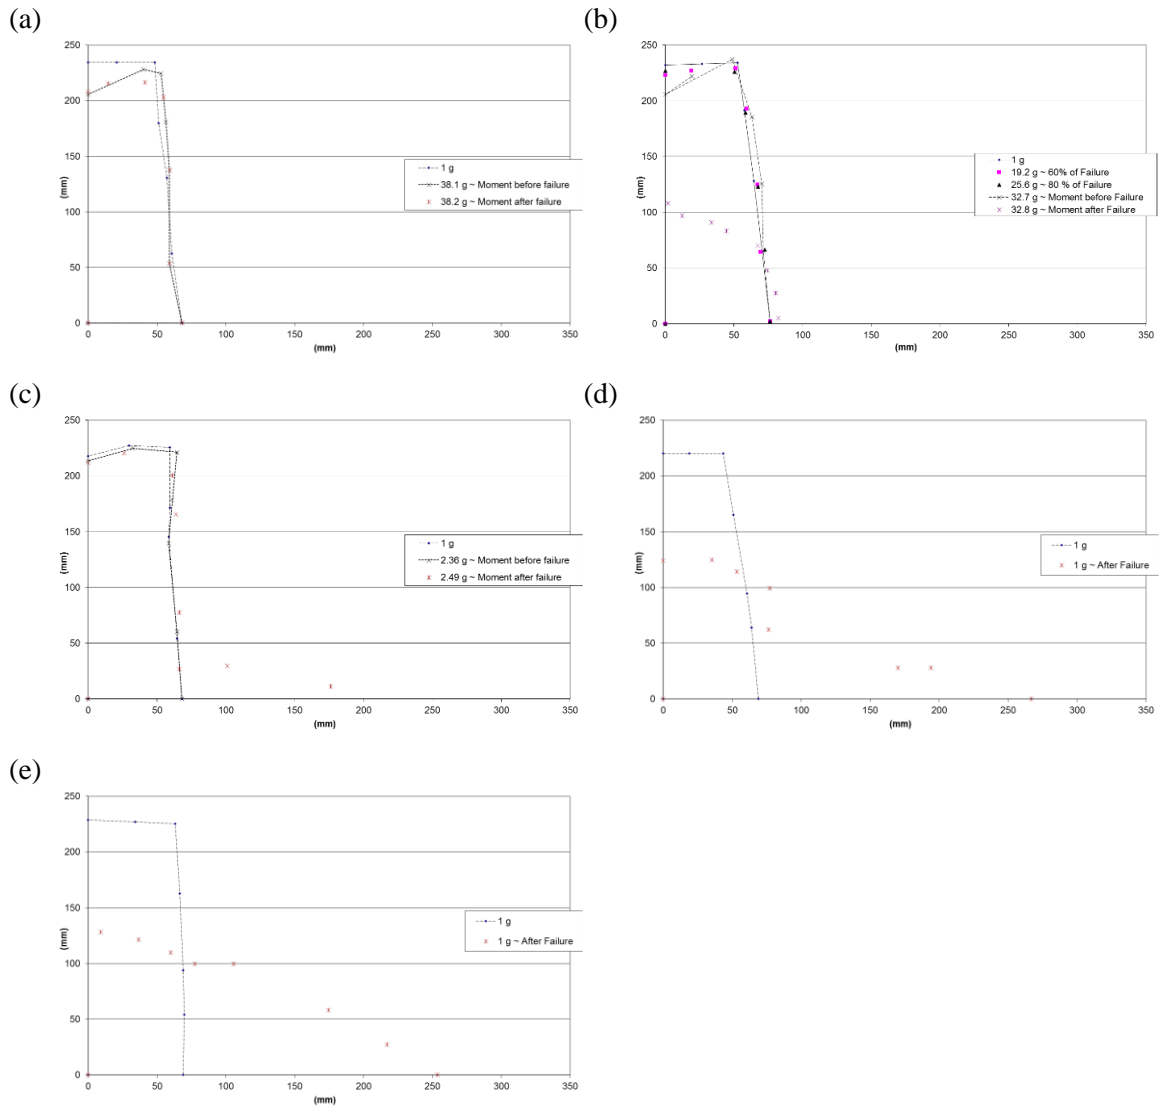 (a)
250
200
150
100
50
0
(mm)
0 50 100 150 200 250 300 350
(mm)
1 g
38.1 g ~ Moment before failure
38.2 g ~ Moment after failure
(b)
250
200
150
100
50
0
(mm)
0 50 100 150 200 250 300 350
(mm)
1 g
19.2 g ~ 60% of Failure
25.6 g ~ 80 % of Failure
32.7 g ~ Moment before Failure
32.8 g ~ Moment after Failure
(c)
250
200
150
100
50
0
(mm)
0 50 100 150 200 250 300 350
(mm)
1 g
2.36 g ~ Moment before failure
2.49 g ~ Moment after failure
(d)
250
200
150
100
50
0
(mm)
0 50 100 150 200 250 300 350
(mm)
1 g
1 g ~ After Failure
(e)
250
200
150
100
50
0
(mm)
0 50 100 150 200 250 300 350
(mm)
1 g
1 g ~ After Failure